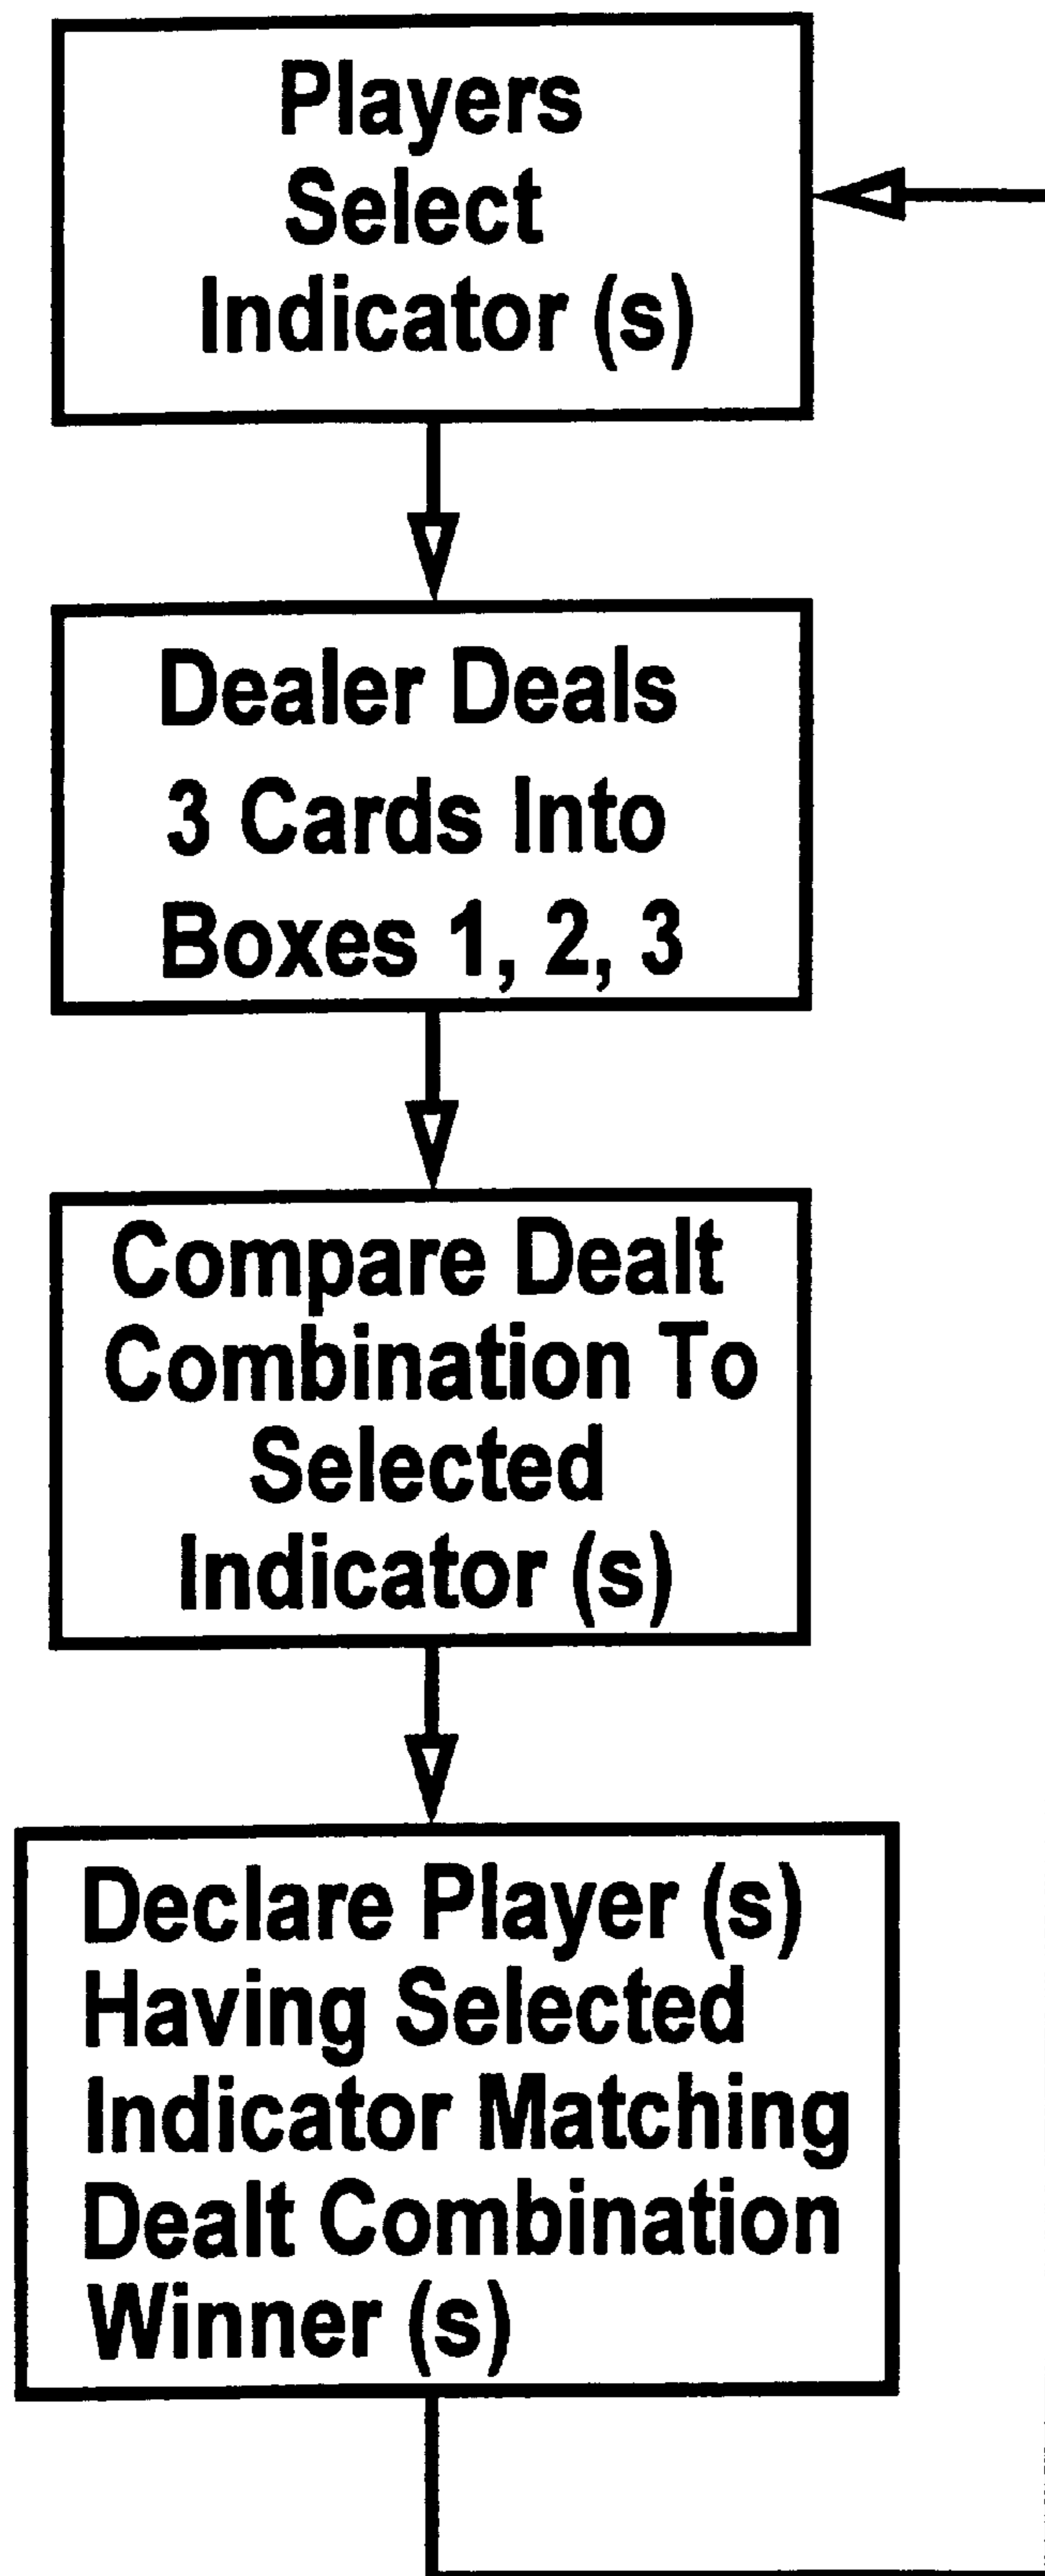 Players
Select
Indicator (s)
Dealer Deals
3 Cards Into
Boxes 1, 2, 3
Compare Dealt
Combination To
Selected
Indicator (s)
Declare Player (s)
Having Selected
Indicator Matching
Dealt Combination
Winner (s)